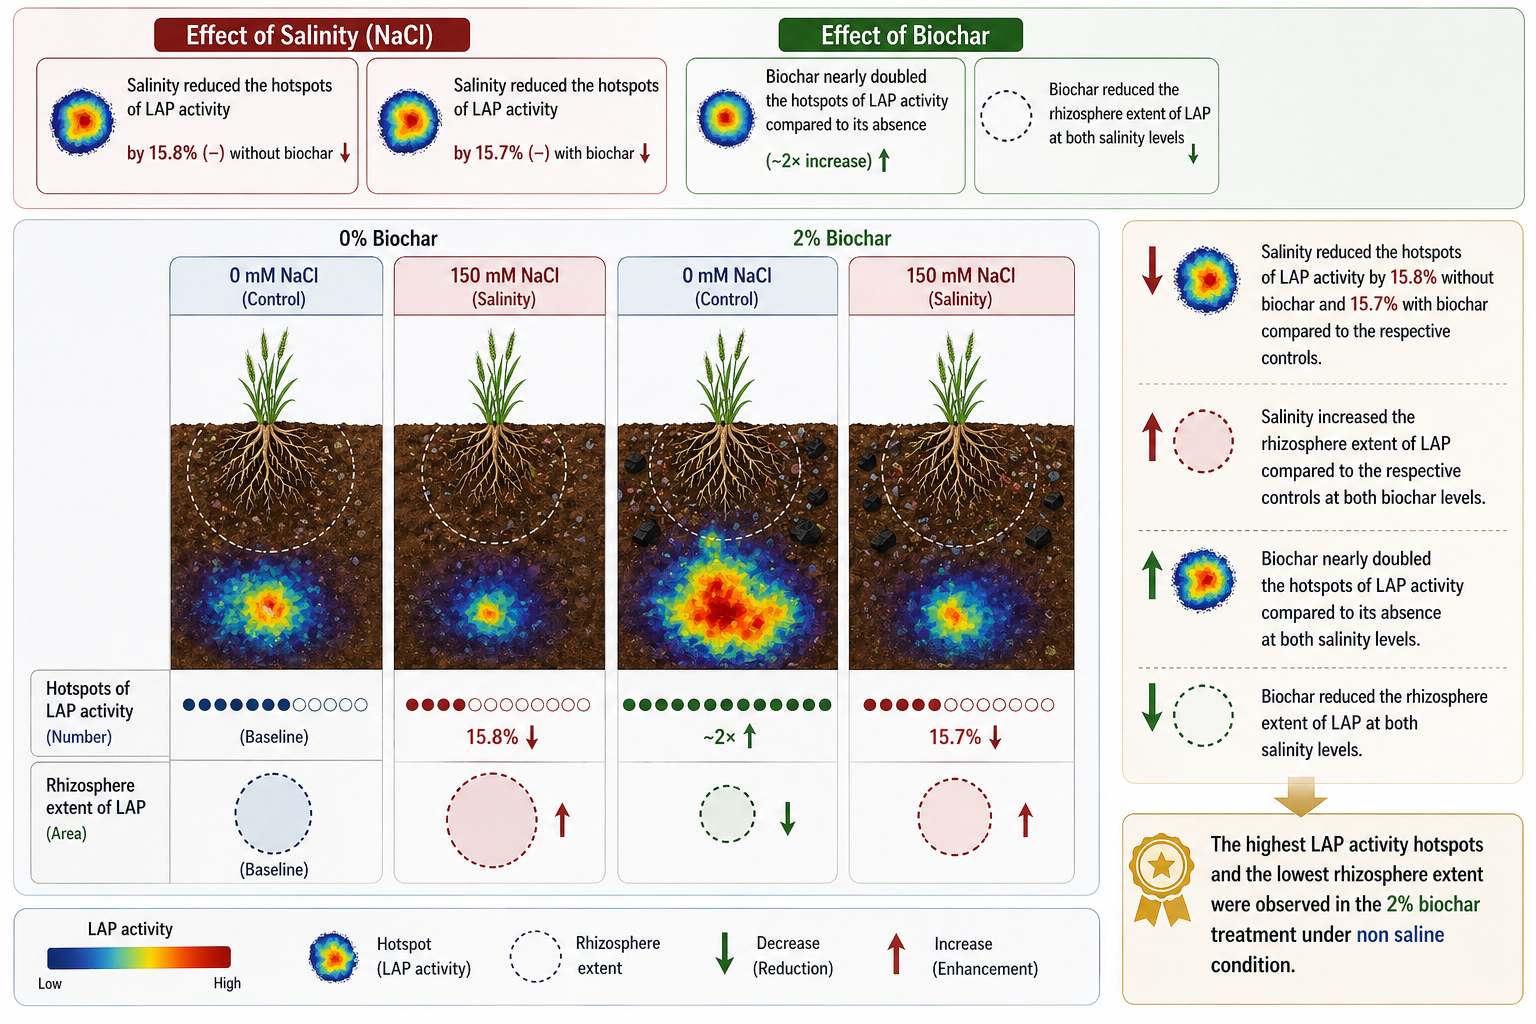 Effect of Salinity (NaCl)
Effect of Biochar
Salinity reduced the hotspots
of LAP activity
by 15.8% (−) without biochar ↓
Salinity reduced the hotspots
of LAP activity
by 15.7% (−) with biochar ↓
Biochar nearly doubled
the hotspots of LAP activity
compared to its absence
(~2× increase) ↑
Biochar reduced the
rhizosphere extent of LAP
at both salinity levels
↓
0% Biochar
2% Biochar
0 mM NaCl
(Control)
150 mM NaCl
(Salinity)
0 mM NaCl
(Control)
150 mM NaCl
(Salinity)
Hotspots of
LAP activity
(Number)
(Baseline)
15.8% ↓
~2× ↑
15.7% ↓
Rhizosphere
extent of LAP
(Area)
(Baseline)
↑
↓
↑
LAP activity
Low
High
Hotspot
(LAP activity)
Rhizosphere
extent
Decrease
(Reduction)
Increase
(Enhancement)
Salinity reduced the hotspots
of LAP activity by 15.8% without
biochar and 15.7% with biochar
compared to the respective
controls.
Salinity increased the
rhizosphere extent of LAP
compared to the respective
controls at both biochar levels.
Biochar nearly doubled
the hotspots of LAP activity
compared to its absence
at both salinity levels.
Biochar reduced the rhizosphere
extent of LAP at both
salinity levels.
The highest LAP activity hotspots
and the lowest rhizosphere extent
were observed in the 2% biochar
treatment under non saline
condition.